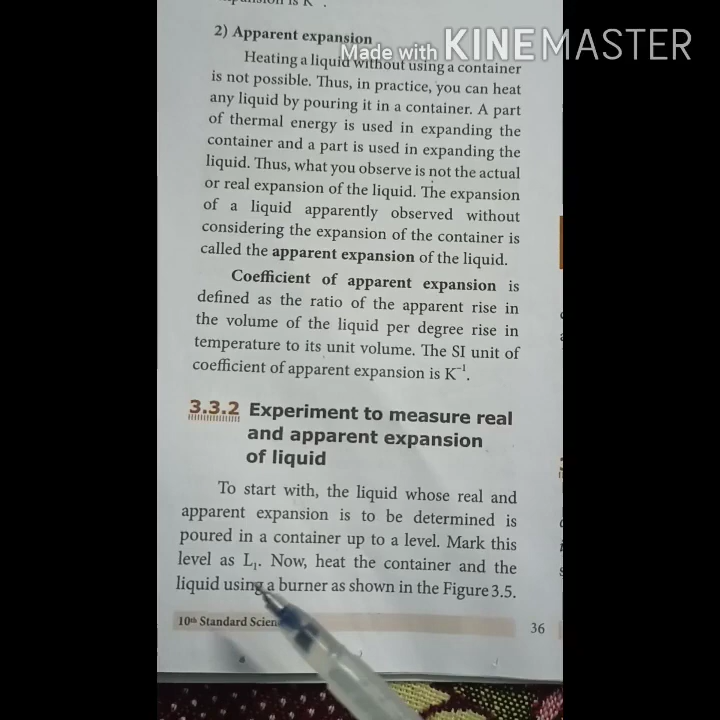 2) Apparent expansion
Made with KINEMASTER
Heating a liquid without using a container
is not possible. Thus, in practice, you can heat
any liquid by pouring it in a container. A part
of thermal energy is used in expanding the
container and a part is used in expanding the
liquid. Thus, what you observe is not the actual
or real expansion of the liquid. The expansion
of a liquid apparently observed without
considering the expansion of the container is
called the apparent expansion of the liquid.
Coefficient of apparent expansion is
defined as the ratio of the apparent rise in
the volume of the liquid per degree rise in
temperature to its unit volume. The SI unit of
coefficient of apparent expansion is K⁻¹.
3.3.2 Experiment to measure real
and apparent expansion
of liquid
To start with, the liquid whose real and
apparent expansion is to be determined is
poured in a container up to a level. Mark this
level as L₁. Now, heat the container and the
liquid using a burner as shown in the Figure 3.5.
10th Standard
36